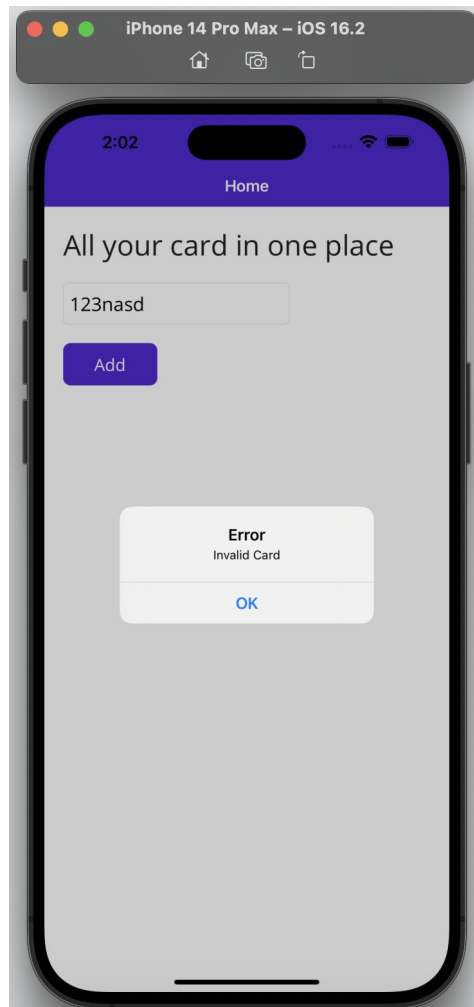 iPhone 14 Pro Max – iOS 16.2
2:02
Home
All your card in one place
123nasd
Add
Error
Invalid Card
OK